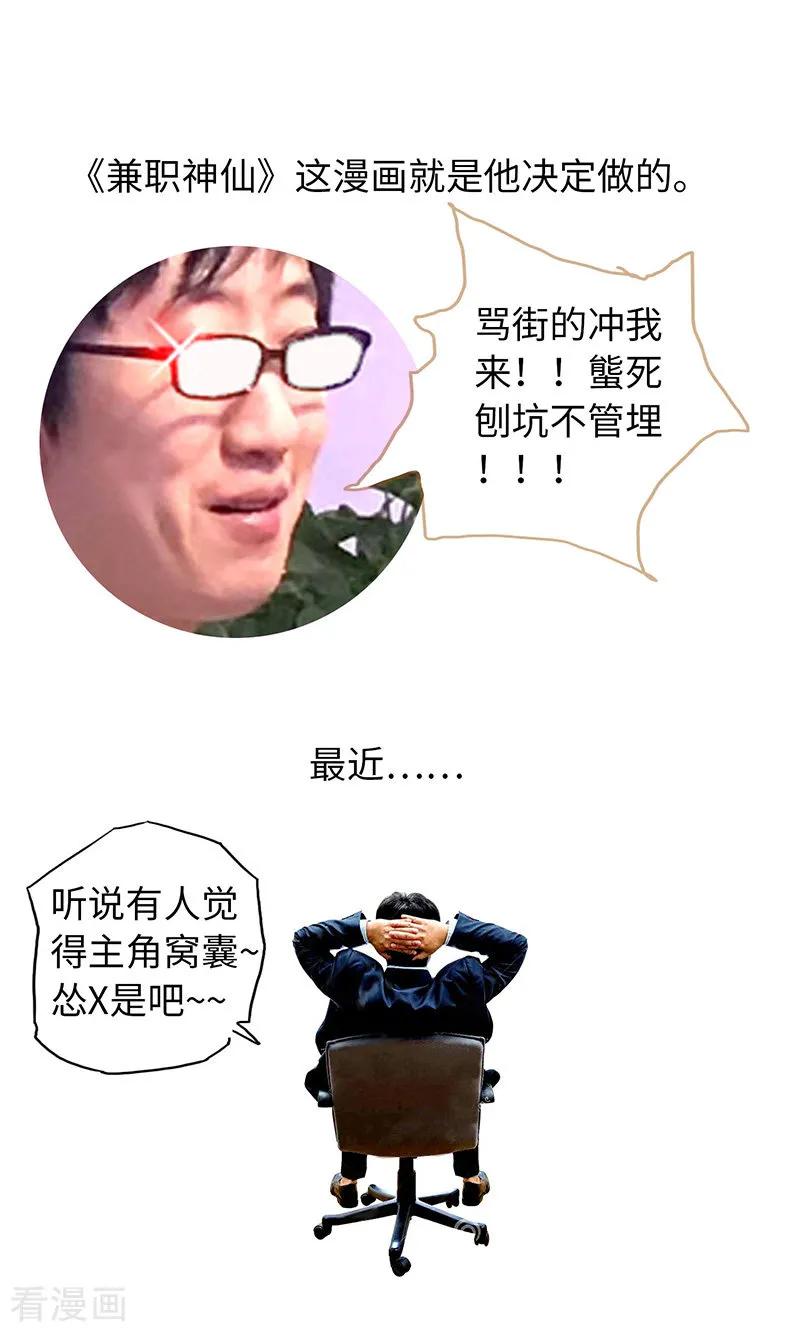 《兼职神仙》这漫画就是他决定做的。
骂街的冲我
来！！蠥死
刨坑不管埋
！！！
最近……
听说有人觉
得主角窝囊~
怂X是吧~~
看漫画